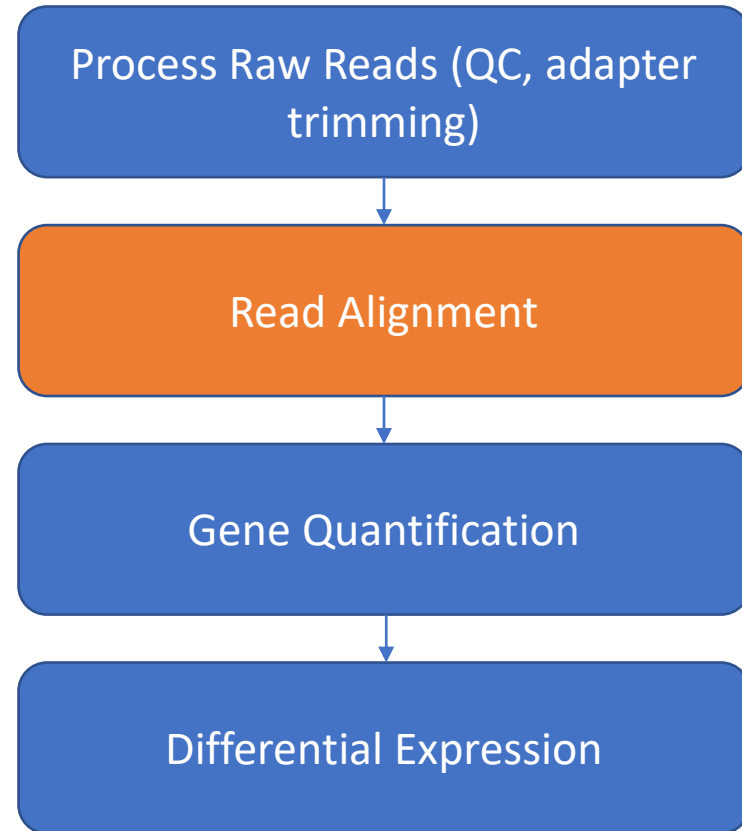 Process Raw Reads (QC, adapter
trimming)
Read Alignment
Gene Quantification
Differential Expression